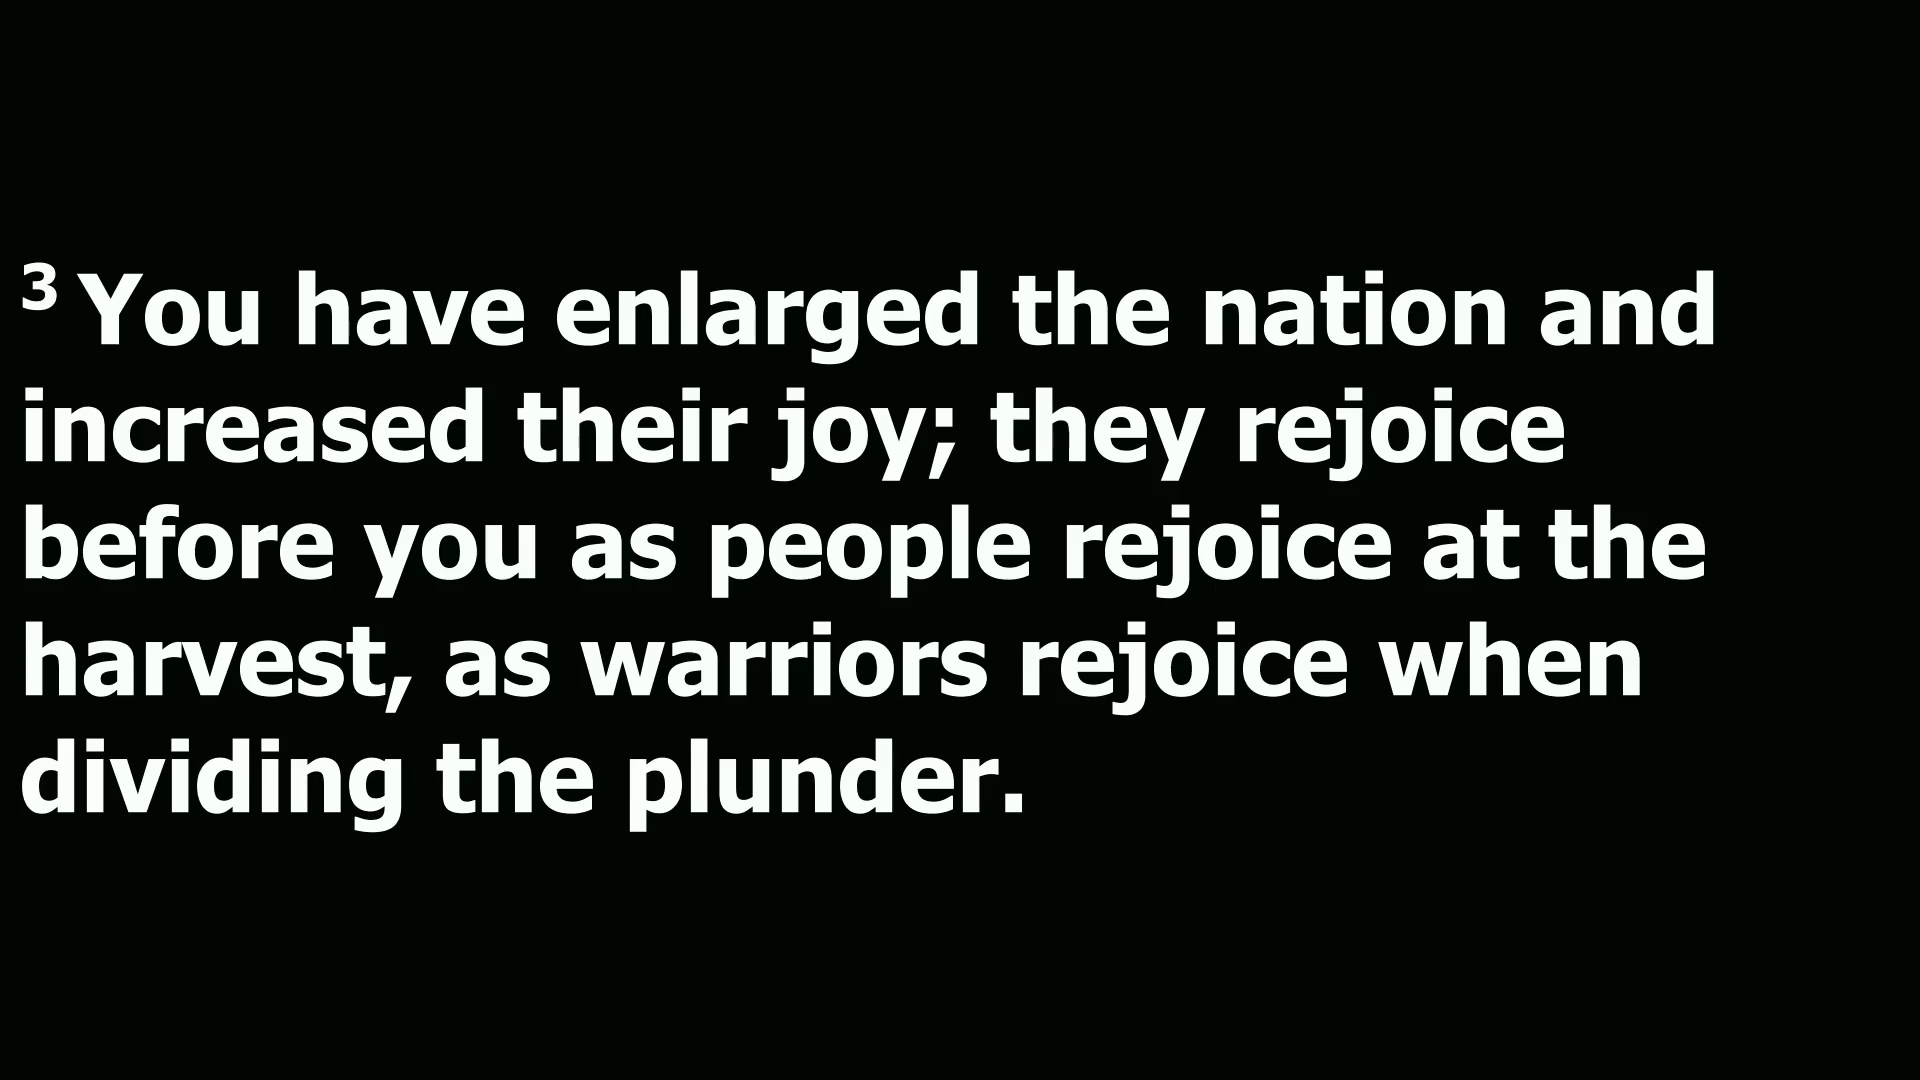 3 You have enlarged the nation and
increased their joy; they rejoice
before you as people rejoice at the
harvest, as warriors rejoice when
dividing the plunder.